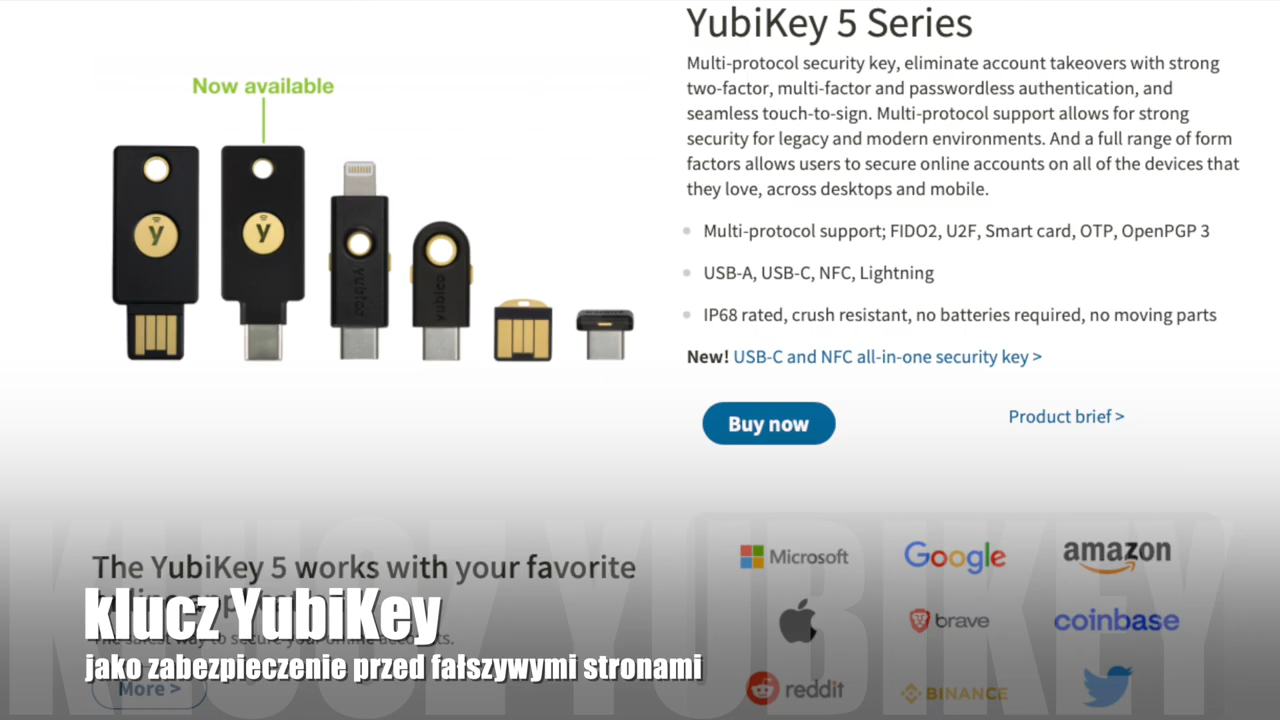 YubiKey 5 Series
Multi-protocol security key, eliminate account takeovers with strong
two-factor, multi-factor and passwordless authentication, and
seamless touch-to-sign. Multi-protocol support allows for strong
security for legacy and modern environments. And a full range of form
factors allows users to secure online accounts on all of the devices that
they love, across desktops and mobile.
Multi-protocol support; FIDO2, U2F, Smart card, OTP, OpenPGP 3
USB-A, USB-C, NFC, Lightning
IP68 rated, crush resistant, no batteries required, no moving parts
New! USB-C and NFC all-in-one security key >
Buy now
Product brief >
Now available
y
y
yubico
yubico
KLUCZ YUBIKEY
The YubiKey 5 works with your favorite
klucz YubiKey
jako zabezpieczenie przed fałszywymi stronami
More >
Microsoft
Google
amazon
brave
coinbase
reddit
BINANCE